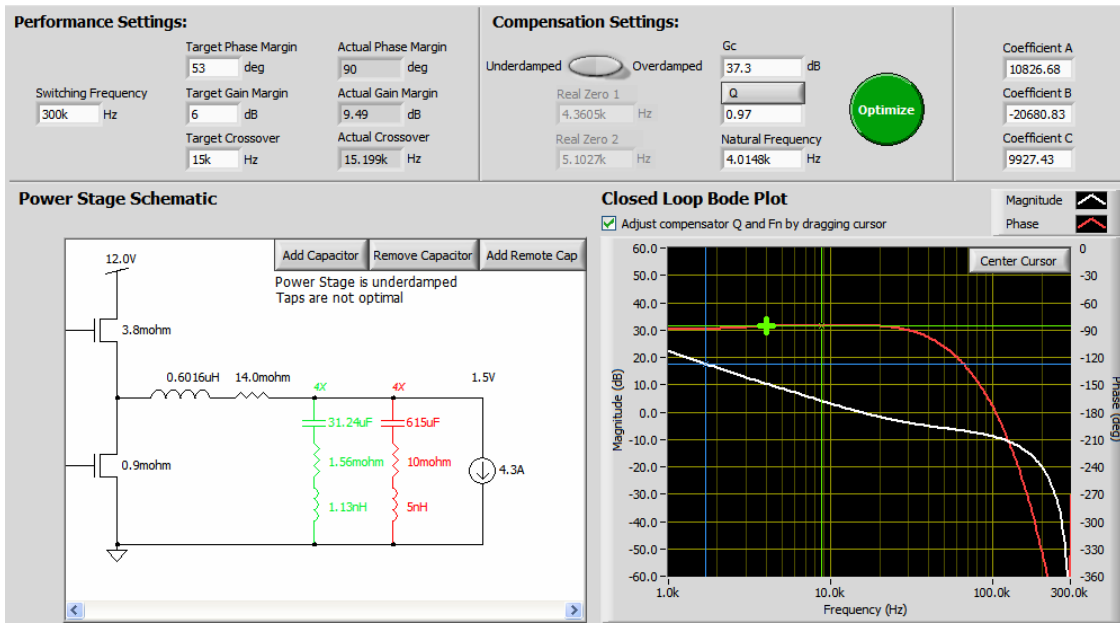 Performance Settings:
Target Phase Margin
53 deg
Actual Phase Margin
90 deg
Switching Frequency
300k Hz
Target Gain Margin
6 dB
Actual Gain Margin
9.49 dB
Target Crossover
15k Hz
Actual Crossover
15.199k Hz
Compensation Settings:
Underdamped Overdamped
Real Zero 1
4.3605k Hz
Real Zero 2
5.1027k Hz
Gc
37.3 dB
Q
0.97
Natural Frequency
4.0148k Hz
Optimize
Coefficient A
10826.68
Coefficient B
-20680.83
Coefficient C
9927.43
Power Stage Schematic
Add Capacitor Remove Capacitor Add Remote Cap
Power Stage is underdamped
Taps are not optimal
12.0V
3.8mohm
0.6016uH 14.0mohm 4X 4X 1.5V
31.24uF 615uF
0.9mohm 1.56mohm 10mohm 4.3A
1.13nH 5nH
Closed Loop Bode Plot
Magnitude
Phase
Adjust compensator Q and Fn by dragging cursor
Center Cursor
60.0
50.0
40.0
30.0
20.0
10.0
0.0
-10.0
-20.0
-30.0
-40.0
-50.0
-60.0
Magnitude (dB)
0
-30
-60
-90
-120
-150
-180
-210
-240
-270
-300
-330
-360
Phase (deg)
1.0k 10.0k 100.0k 300.0k
Frequency (Hz)